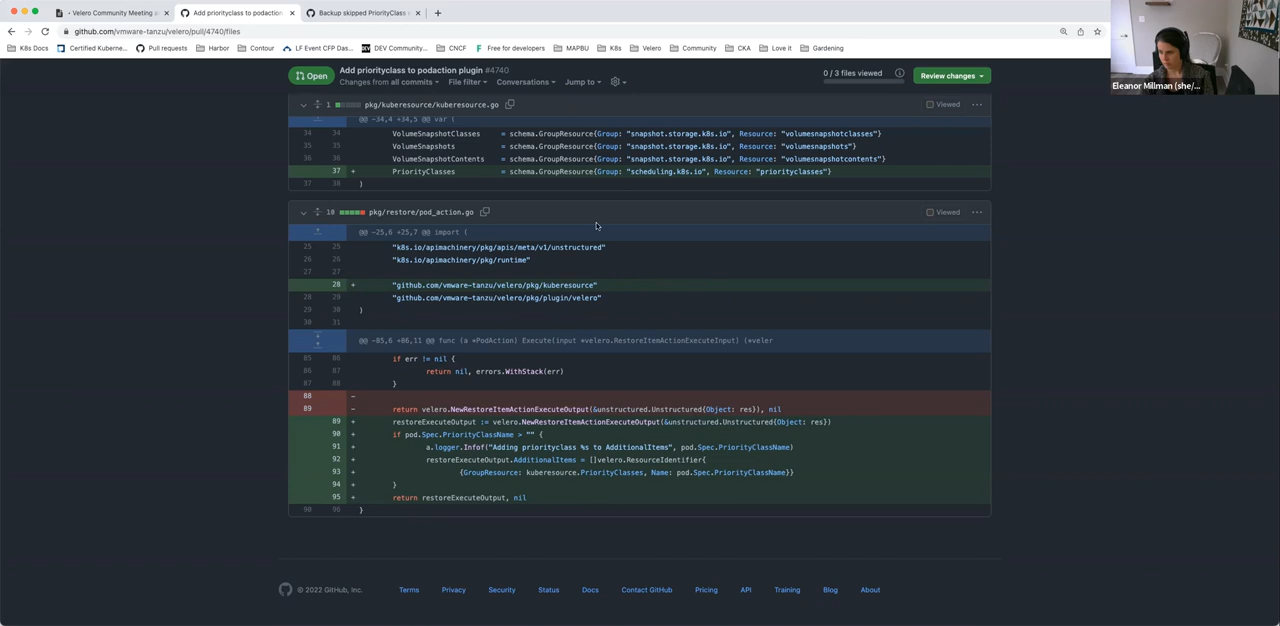 Velero Community Meeting
Add priorityclass to podaction
Backup skipped PriorityClass
github.com/vmware-tanzu/velero/pull/4740/files
K8s Docs
Certified Kuberne...
Pull requests
Harbor
Contour
LF Event CFP Das...
DEV Community...
CNCF
Free for developers
MAPBU
K8s
Velero
Community
CKA
Love it
Gardening
Eleanor Millman (she/...
Open
Add priorityclass to podaction plugin #4740
Changes from all commits
File filter
Conversations
Jump to
0 / 3 files viewed
Review changes
1 pkg/kuberesource/kuberesource.go
Viewed
@@ -34,4 +34,5 @@ var (
34 34 VolumeSnapshotClasses = schema.GroupResource{Group: "snapshot.storage.k8s.io", Resource: "volumesnapshotclasses"}
35 35 VolumeSnapshots = schema.GroupResource{Group: "snapshot.storage.k8s.io", Resource: "volumesnapshots"}
36 36 VolumeSnapshotContents = schema.GroupResource{Group: "snapshot.storage.k8s.io", Resource: "volumesnapshotcontents"}
37 + PriorityClasses = schema.GroupResource{Group: "scheduling.k8s.io", Resource: "priorityclasses"}
37 38 )
10 pkg/restore/pod_action.go
Viewed
@@ -25,6 +25,7 @@ import (
25 25 "k8s.io/apimachinery/pkg/apis/meta/v1/unstructured"
26 26 "k8s.io/apimachinery/pkg/runtime"
27 27
28 + "github.com/vmware-tanzu/velero/pkg/kuberesource"
28 29 "github.com/vmware-tanzu/velero/pkg/plugin/velero"
29 30 )
30 31
@@ -85,6 +86,11 @@ func (a *PodAction) Execute(input *velero.RestoreItemActionExecuteInput) (*veler
85 86 if err != nil {
86 87 return nil, errors.WithStack(err)
87 88 }
88 -
89 - return velero.NewRestoreItemActionExecuteOutput(&unstructured.Unstructured{Object: res}), nil
89 + restoreExecuteOutput := velero.NewRestoreItemActionExecuteOutput(&unstructured.Unstructured{Object: res})
90 + if pod.Spec.PriorityClassName > "" {
91 + a.logger.Infof("Adding priorityclass %s to AdditionalItems", pod.Spec.PriorityClassName)
92 + restoreExecuteOutput.AdditionalItems = []velero.ResourceIdentifier{
93 + {GroupResource: kuberesource.PriorityClasses, Name: pod.Spec.PriorityClassName}}
94 + }
95 + return restoreExecuteOutput, nil
90 96 }
© 2022 GitHub, Inc.
Terms
Privacy
Security
Status
Docs
Contact GitHub
Pricing
API
Training
Blog
About